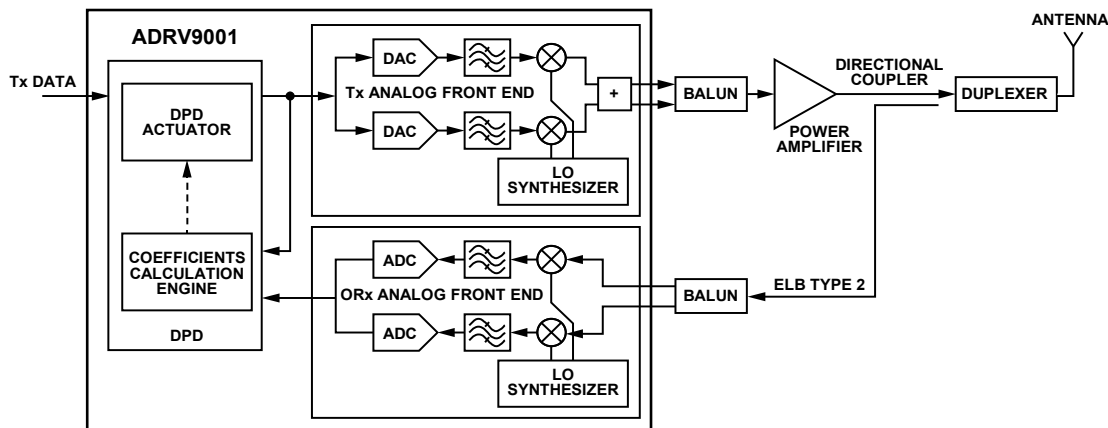 ADRV9001
ANTENNA
Tx DATA
DPD
ACTUATOR
DAC
Tx ANALOG FRONT END
DAC
+
LO
SYNTHESIZER
BALUN
POWER
AMPLIFIER
DIRECTIONAL
COUPLER
DUPLEXER
COEFFICIENTS
CALCULATION
ENGINE
DPD
ADC
ORx ANALOG FRONT END
ADC
LO
SYNTHESIZER
BALUN
ELB TYPE 2